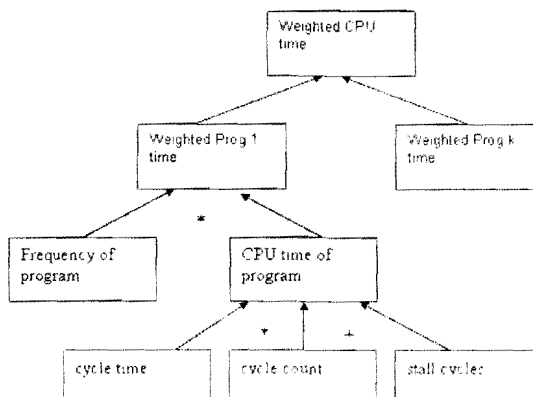 Weighted CPU
time
Weighted Prog 1
time
Weighted Prog k
time
*
Frequency of
program
CPU time of
program
* +
cycle time
cycle count
stall cycles